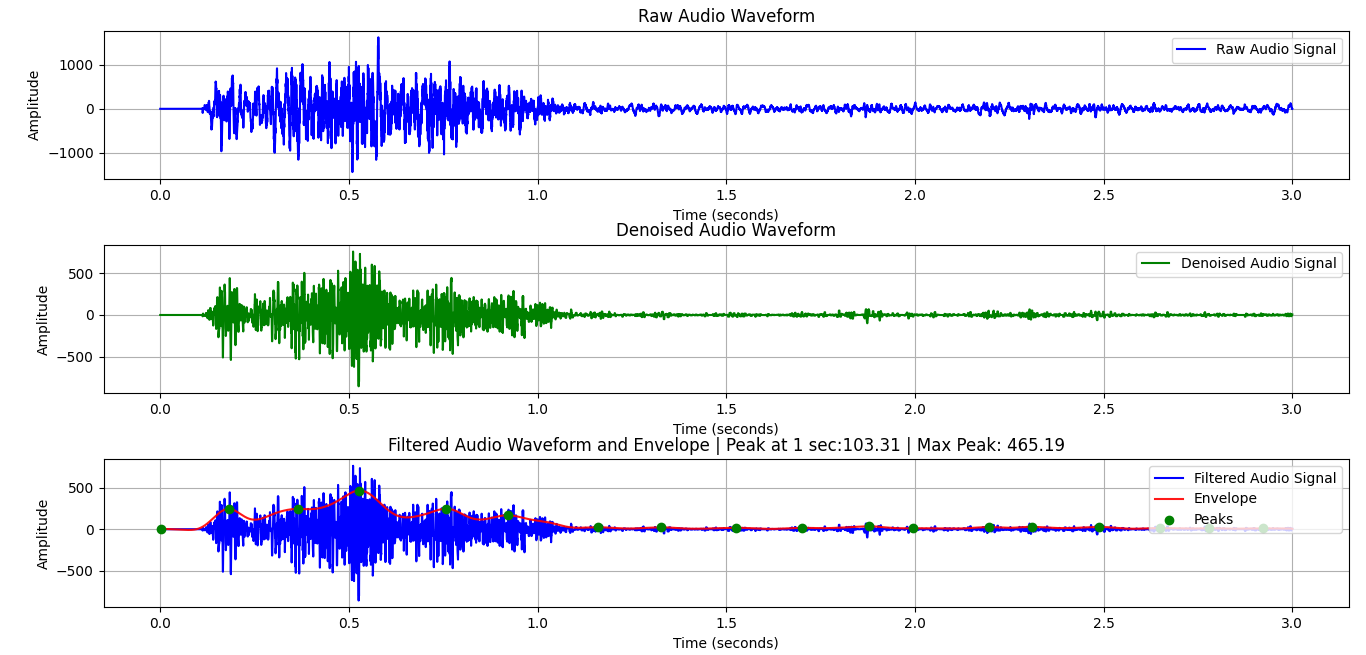 Raw Audio Waveform
Raw Audio Signal
Amplitude
1000
0
−1000
0.0 0.5 1.0 1.5 2.0 2.5 3.0
Time (seconds)
Denoised Audio Waveform
Denoised Audio Signal
Amplitude
500
0
−500
0.0 0.5 1.0 1.5 2.0 2.5 3.0
Time (seconds)
Filtered Audio Waveform and Envelope | Peak at 1 sec:103.31 | Max Peak: 465.19
Filtered Audio Signal
Envelope
Peaks
Amplitude
500
0
−500
0.0 0.5 1.0 1.5 2.0 2.5 3.0
Time (seconds)